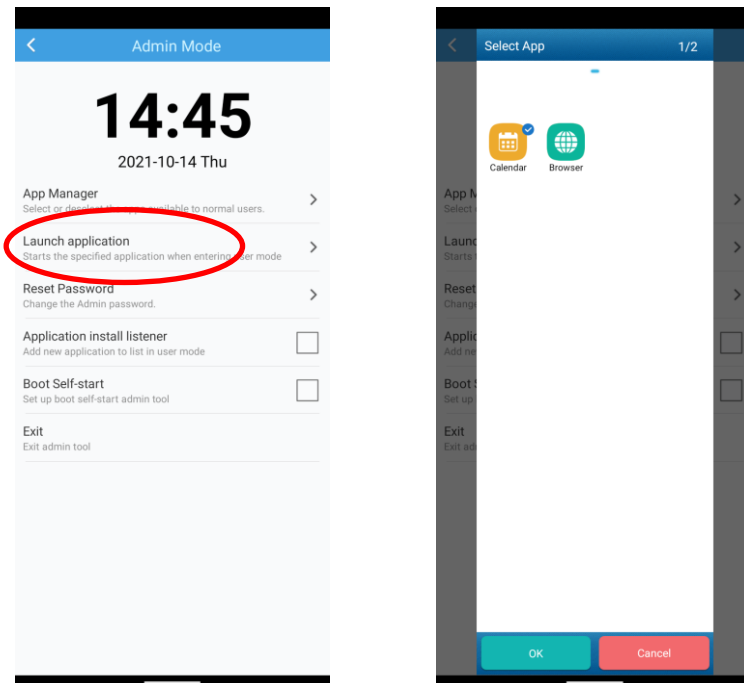 Admin Mode
14:45
2021-10-14 Thu
App Manager
Select or deselect the apps available to normal users.
Launch application
Starts the specified application when entering user mode
Reset Password
Change the Admin password.
Application install listener
Add new application to list in user mode
Boot Self-start
Set up boot self-start admin tool
Exit
Exit admin tool
Select App 1/2
Calendar Browser
App M
Select
Launc
Starts
Reset
Change
Applic
Add ne
Boot S
Set up
Exit
Exit ad
OK Cancel